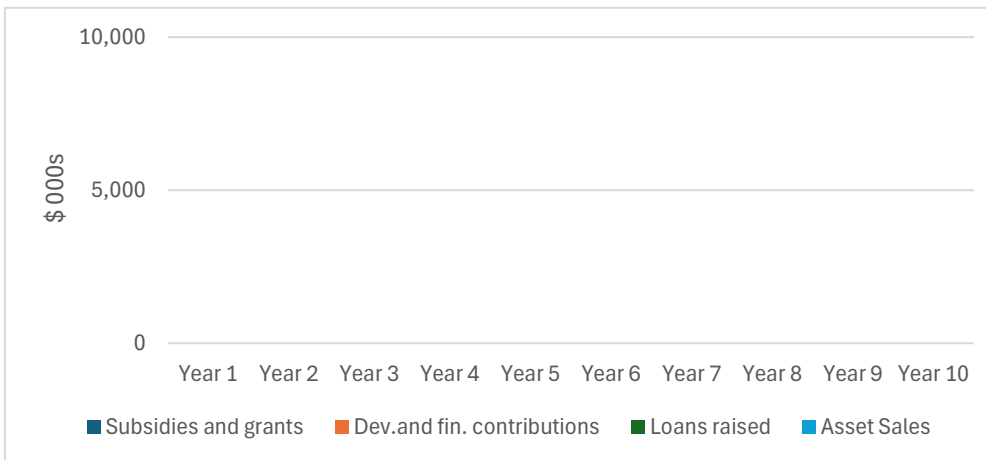 10,000
$ 000s
5,000
0
Year 1 Year 2 Year 3 Year 4 Year 5 Year 6 Year 7 Year 8 Year 9 Year 10
Subsidies and grants Dev.and fin. contributions Loans raised Asset Sales